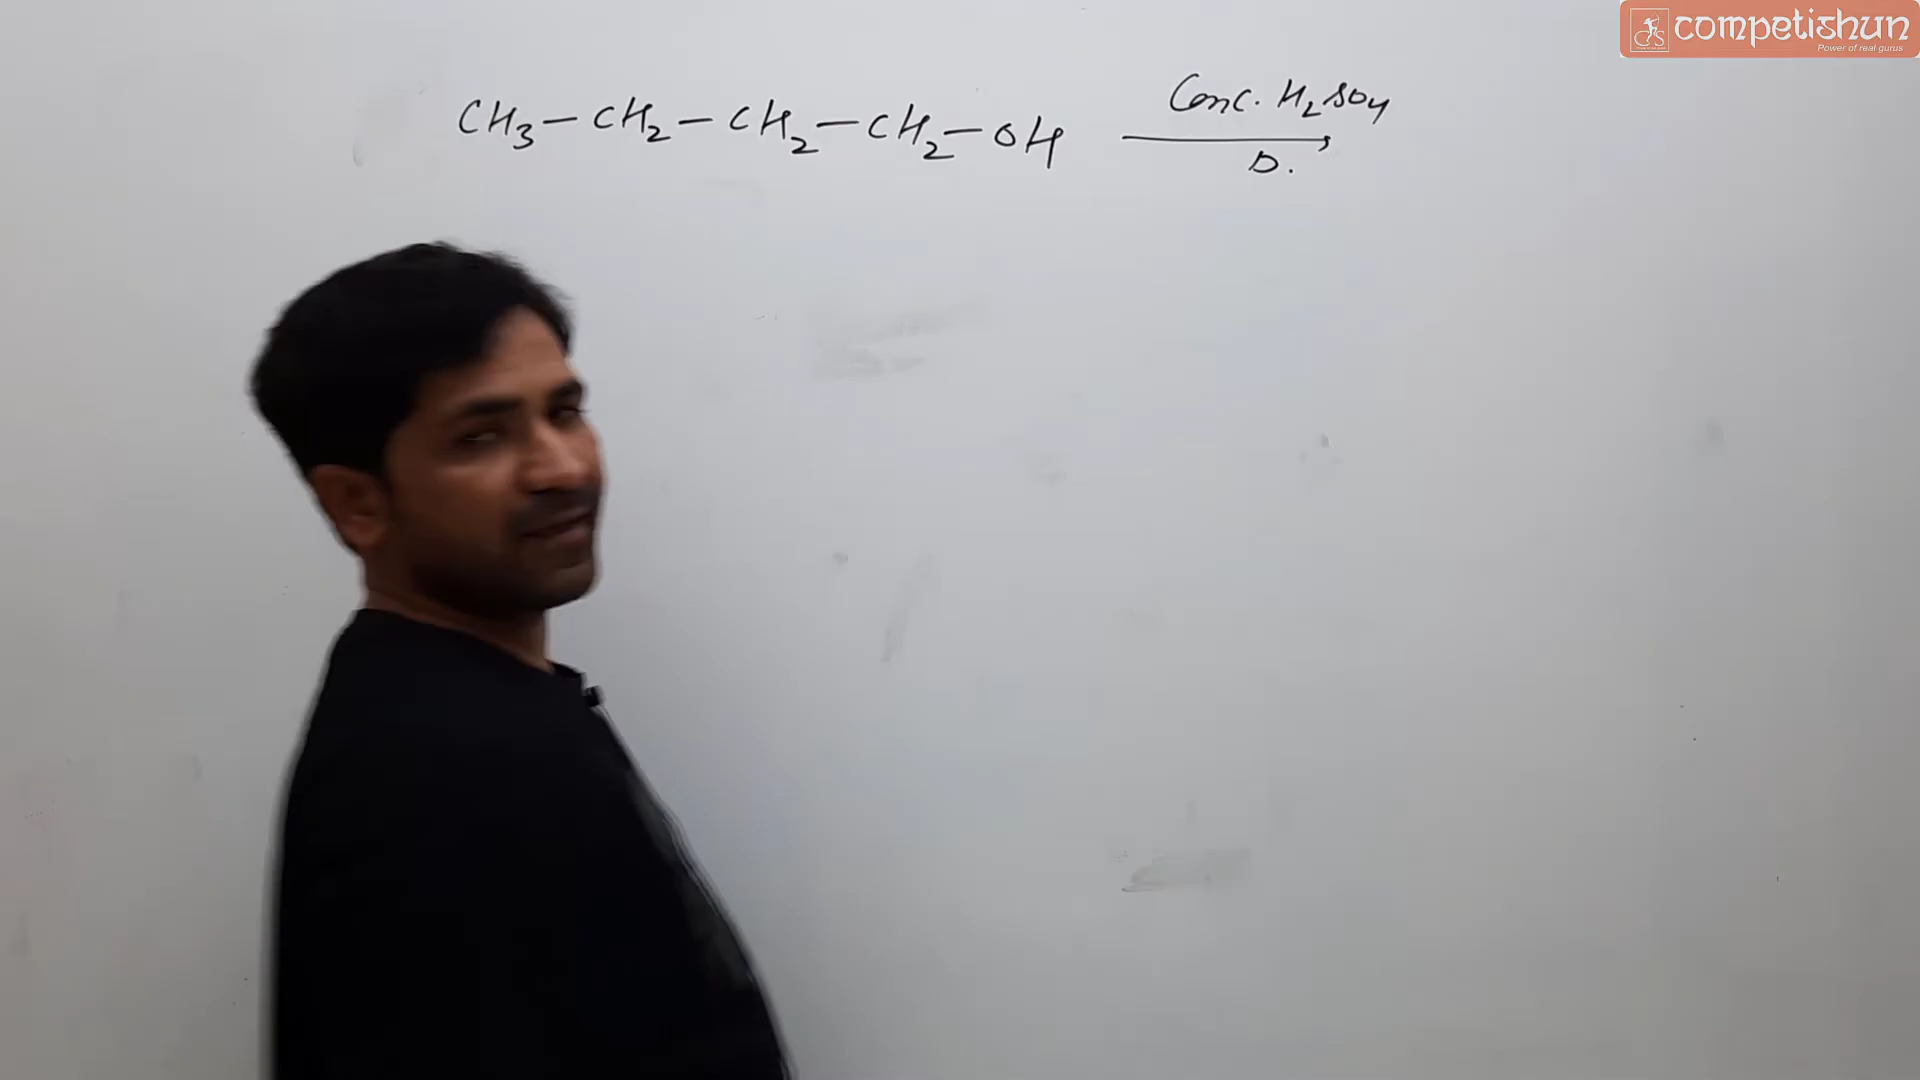 competishun
Power of real gurus
Conc. H₂SO₄
CH₃—CH₂—CH₂—CH₂—OH ⟶
Δ.